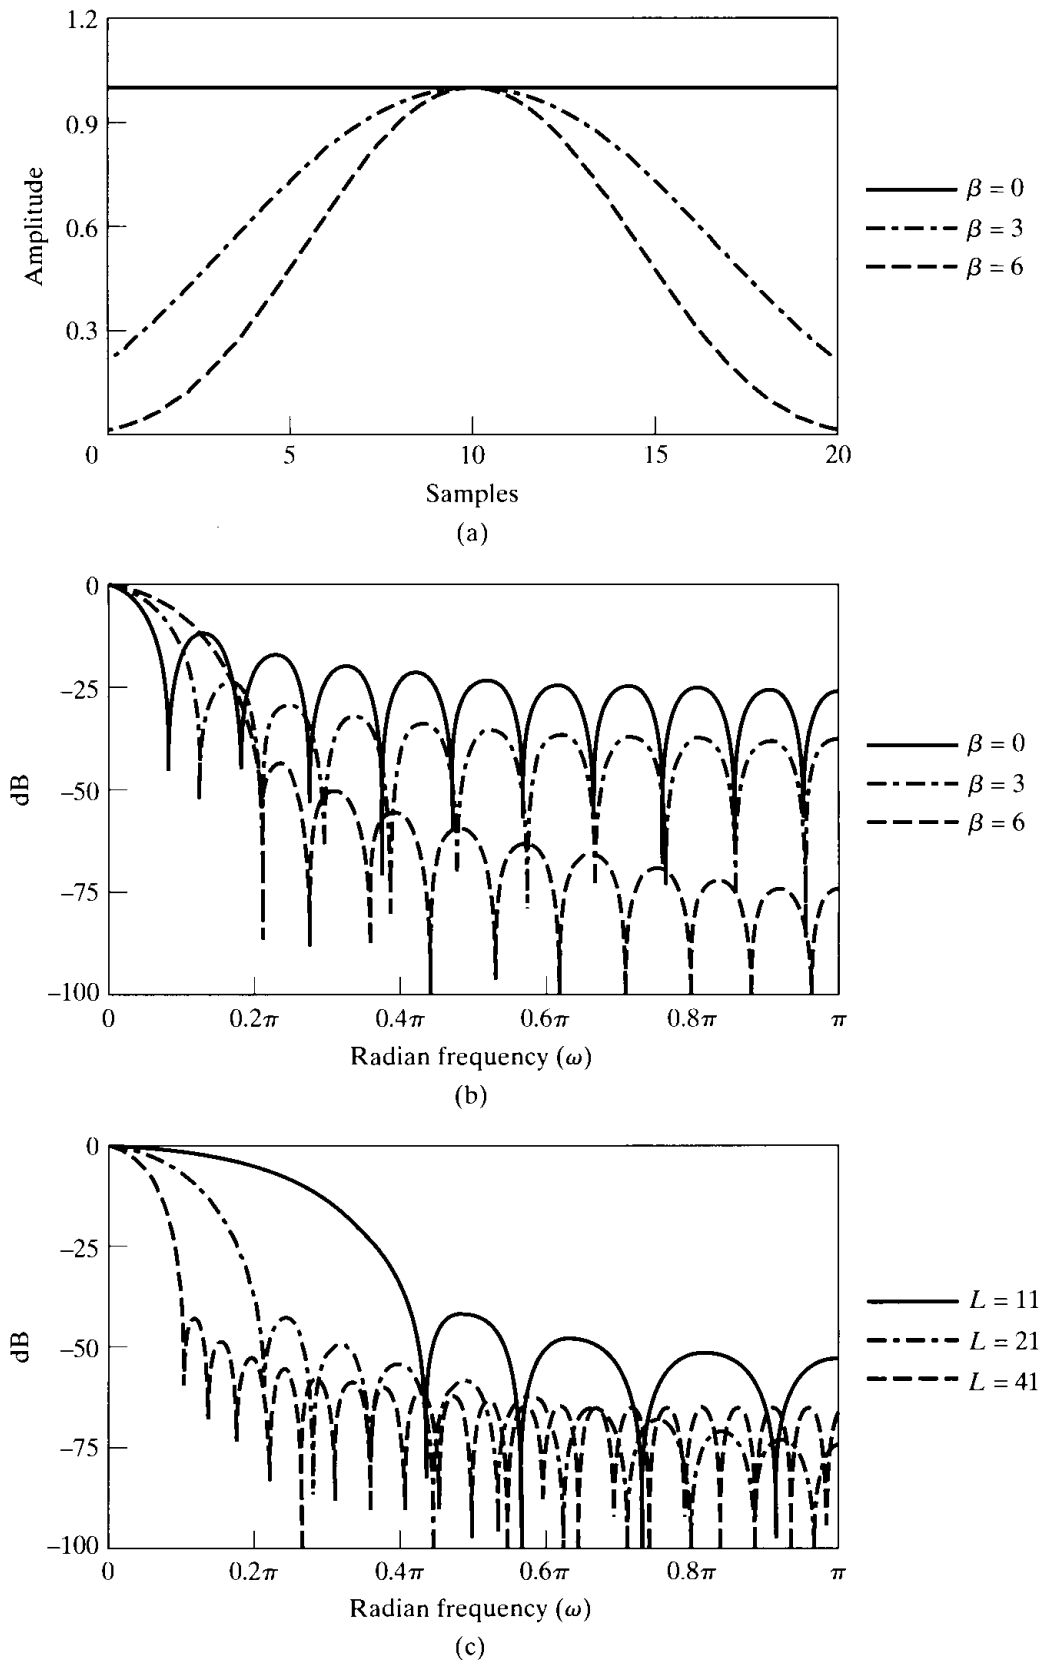 1.2
0.9
0.6
0.3
0
5
10
15
20
Amplitude
Samples
(a)
β = 0
β = 3
β = 6
0
−25
−50
−75
−100
dB
0
0.2π
0.4π
0.6π
0.8π
π
Radian frequency (ω)
(b)
β = 0
β = 3
β = 6
0
−25
−50
−75
−100
dB
0
0.2π
0.4π
0.6π
0.8π
π
Radian frequency (ω)
(c)
L = 11
L = 21
L = 41